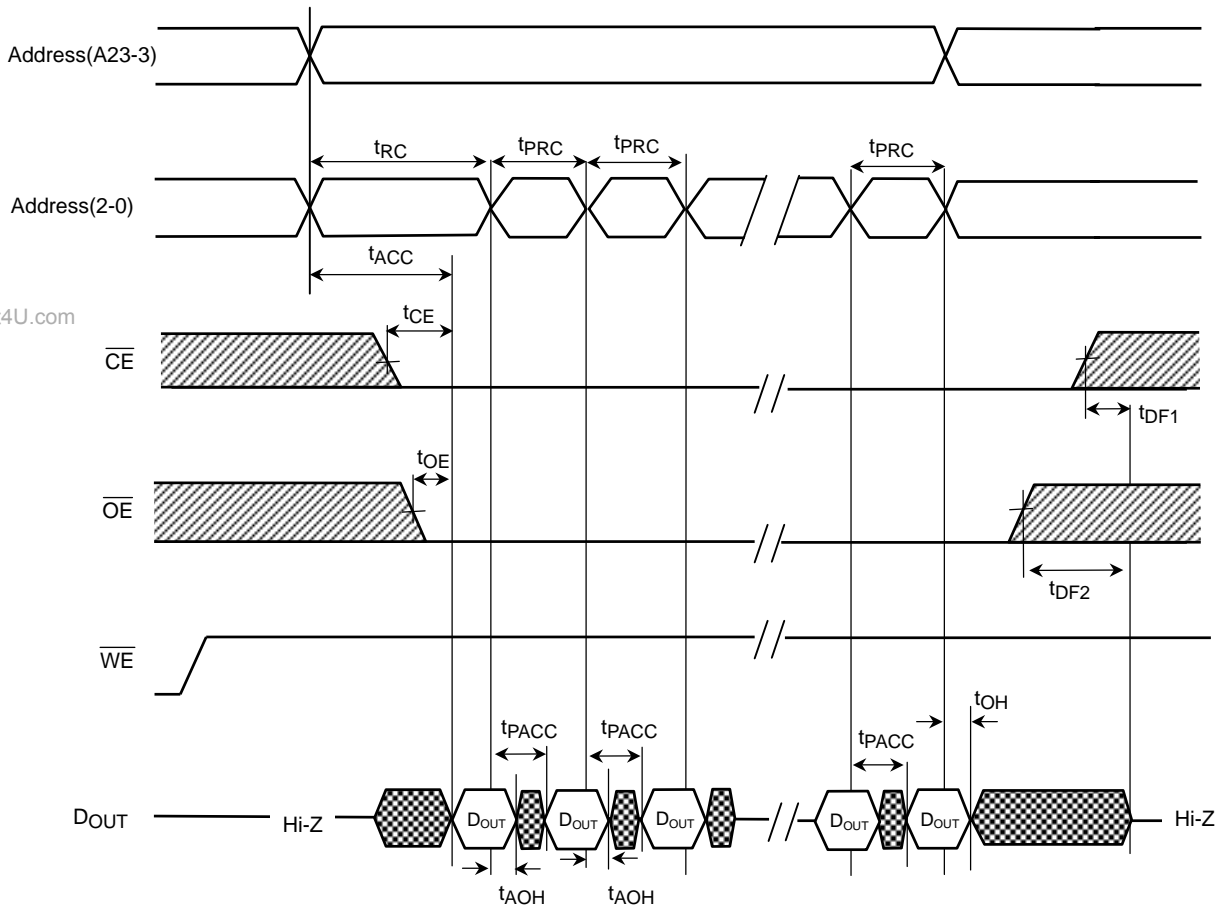 Address(A23-3)
tRC
tPRC
tPRC
tPRC
Address(2-0)
tACC
4U.com
tCE
CE
tDF1
tOE
OE
tDF2
WE
tOH
tPACC
tPACC
tPACC
DOUT
Hi-Z
DOUT
DOUT
DOUT
DOUT
DOUT
Hi-Z
tAOH
tAOH